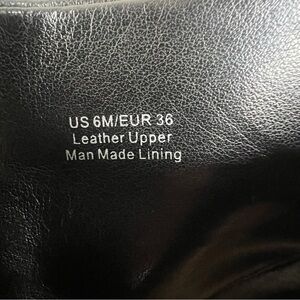 US 6M/EUR 36
Leather Upper
Man Made Lining